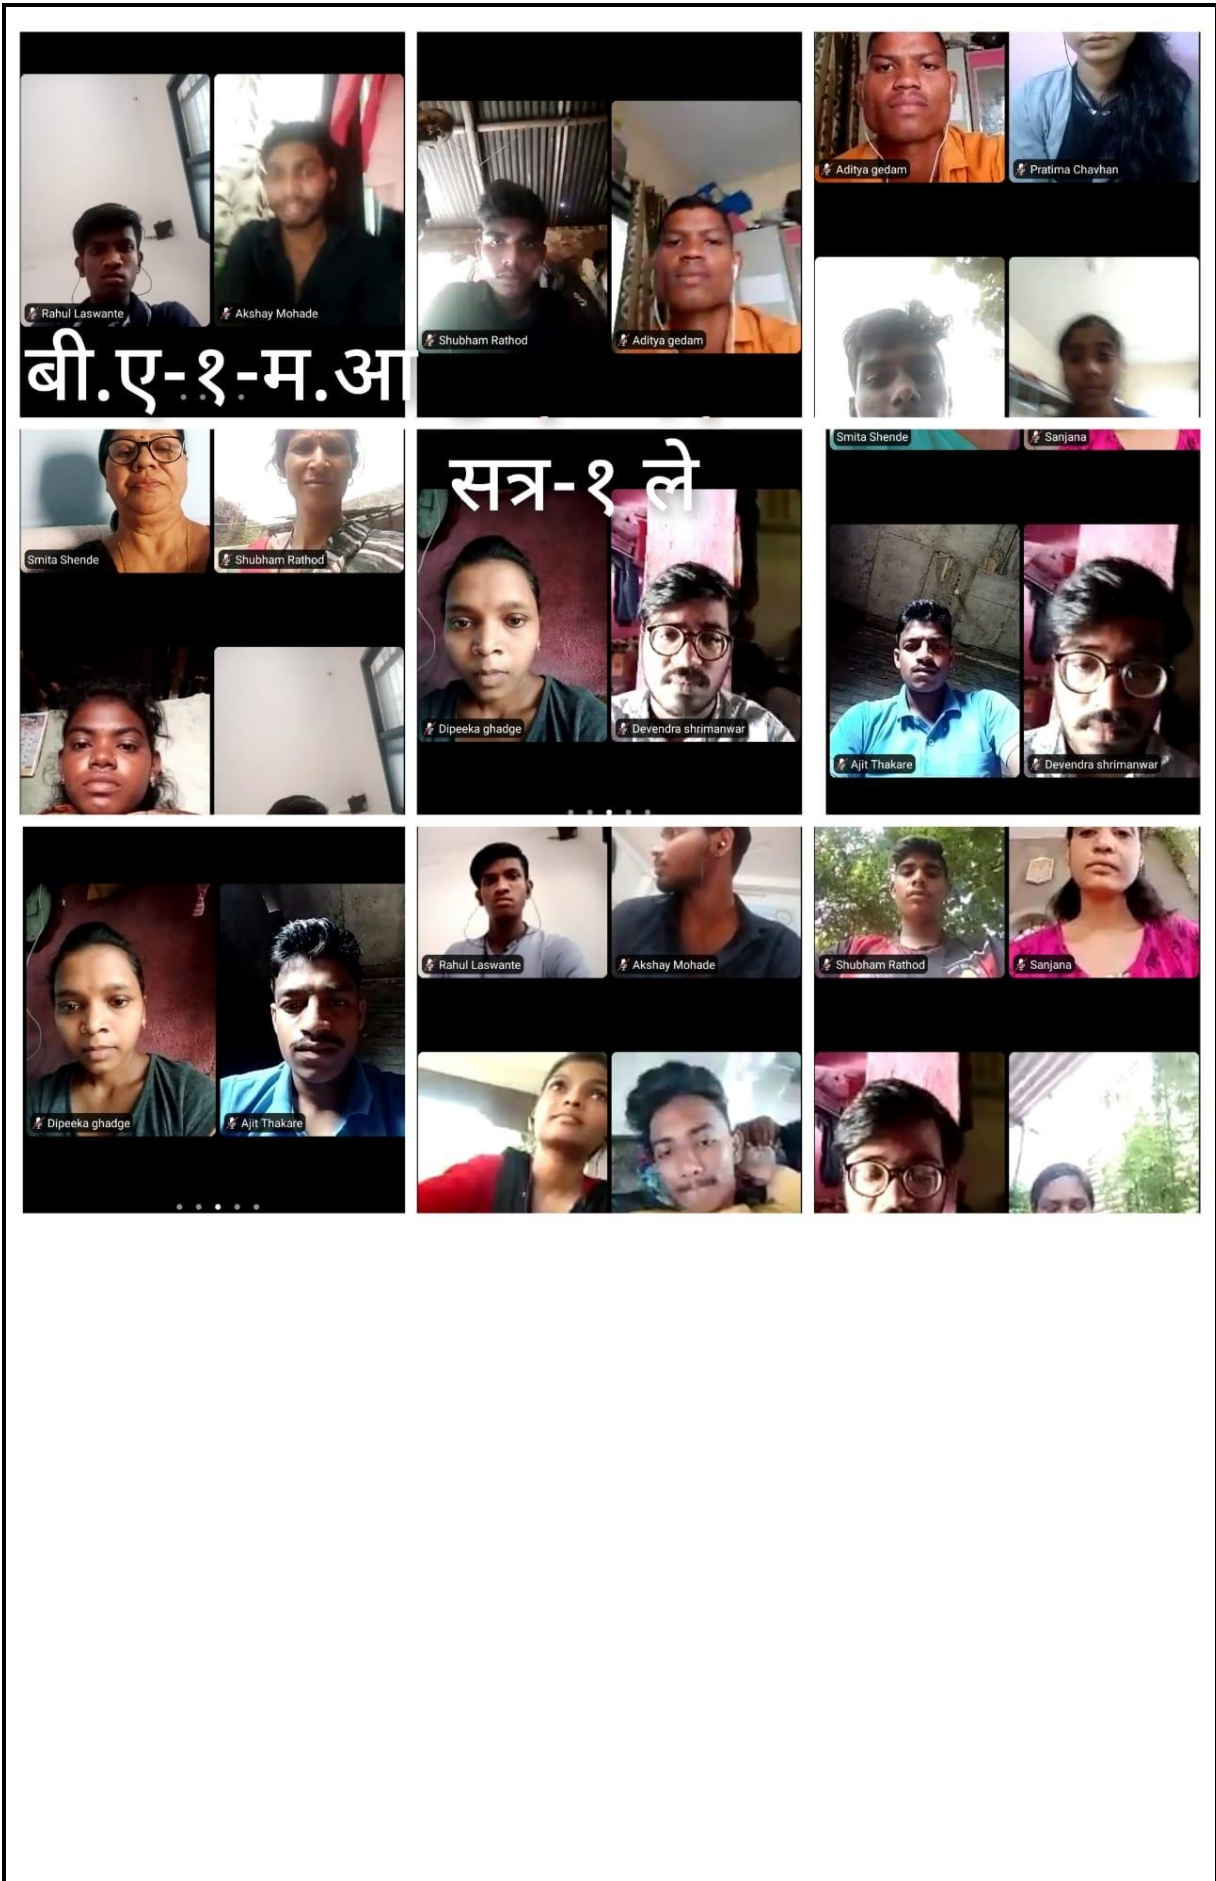 Aditya gedam
Pratima Chavhan
Rahul Laswante
Akshay Mohade
Shubham Rathod
Aditya gedam
बी.ए-१-म.आ
Smita Shende
Sanjana
सत्र-१ ले
Smita Shende
Shubham Rathod
Dipeeka ghadge
Devendra shrimanwar
Ajit Thakare
Devendra shrimanwar
Rahul Laswante
Akshay Mohade
Shubham Rathod
Sanjana
Dipeeka ghadge
Ajit Thakare